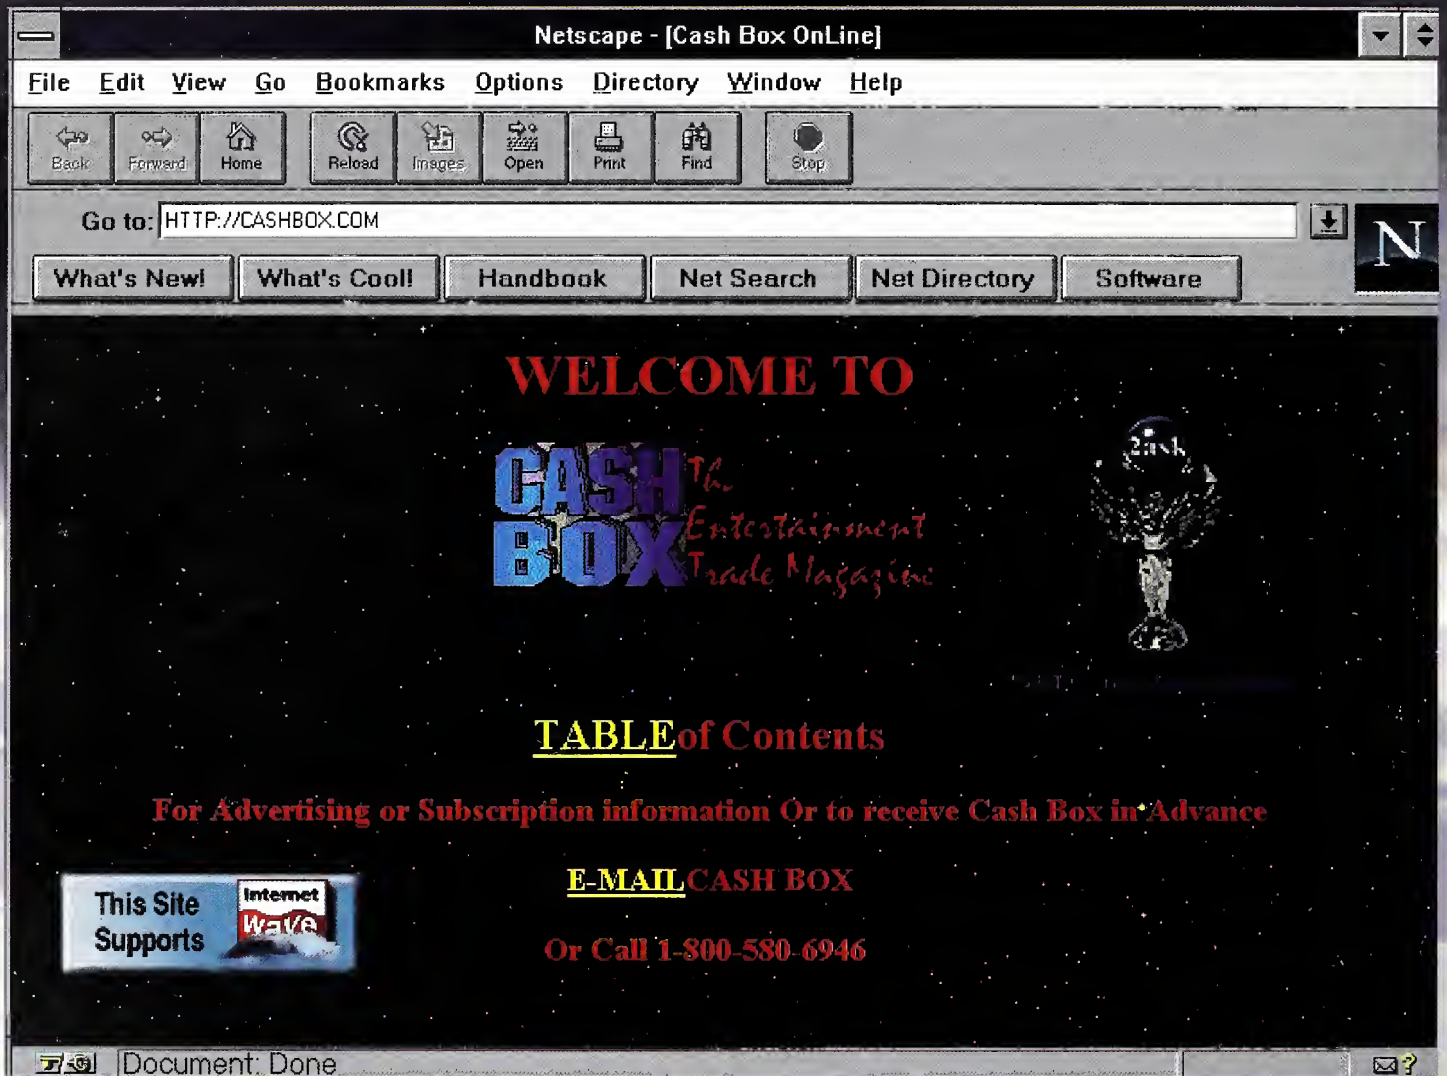 Netscape - [Cash Box OnLine]
File Edit View Go Bookmarks Options Directory Window Help
Back Forward Home Reload Images Open Print Find Stop
Go to: HTTP://CASHBOX.COM
N
What's New! What's Cool! Handbook Net Search Net Directory Software
WELCOME TO
CASH BOX
The
Entertainment
Trade Magazine
TABLE of Contents
For Advertising or Subscription information Or to receive Cash Box in Advance
E-MAIL CASH BOX
Or Call 1-800-580-6946
This Site
Supports
Internet
Wave
Document: Done